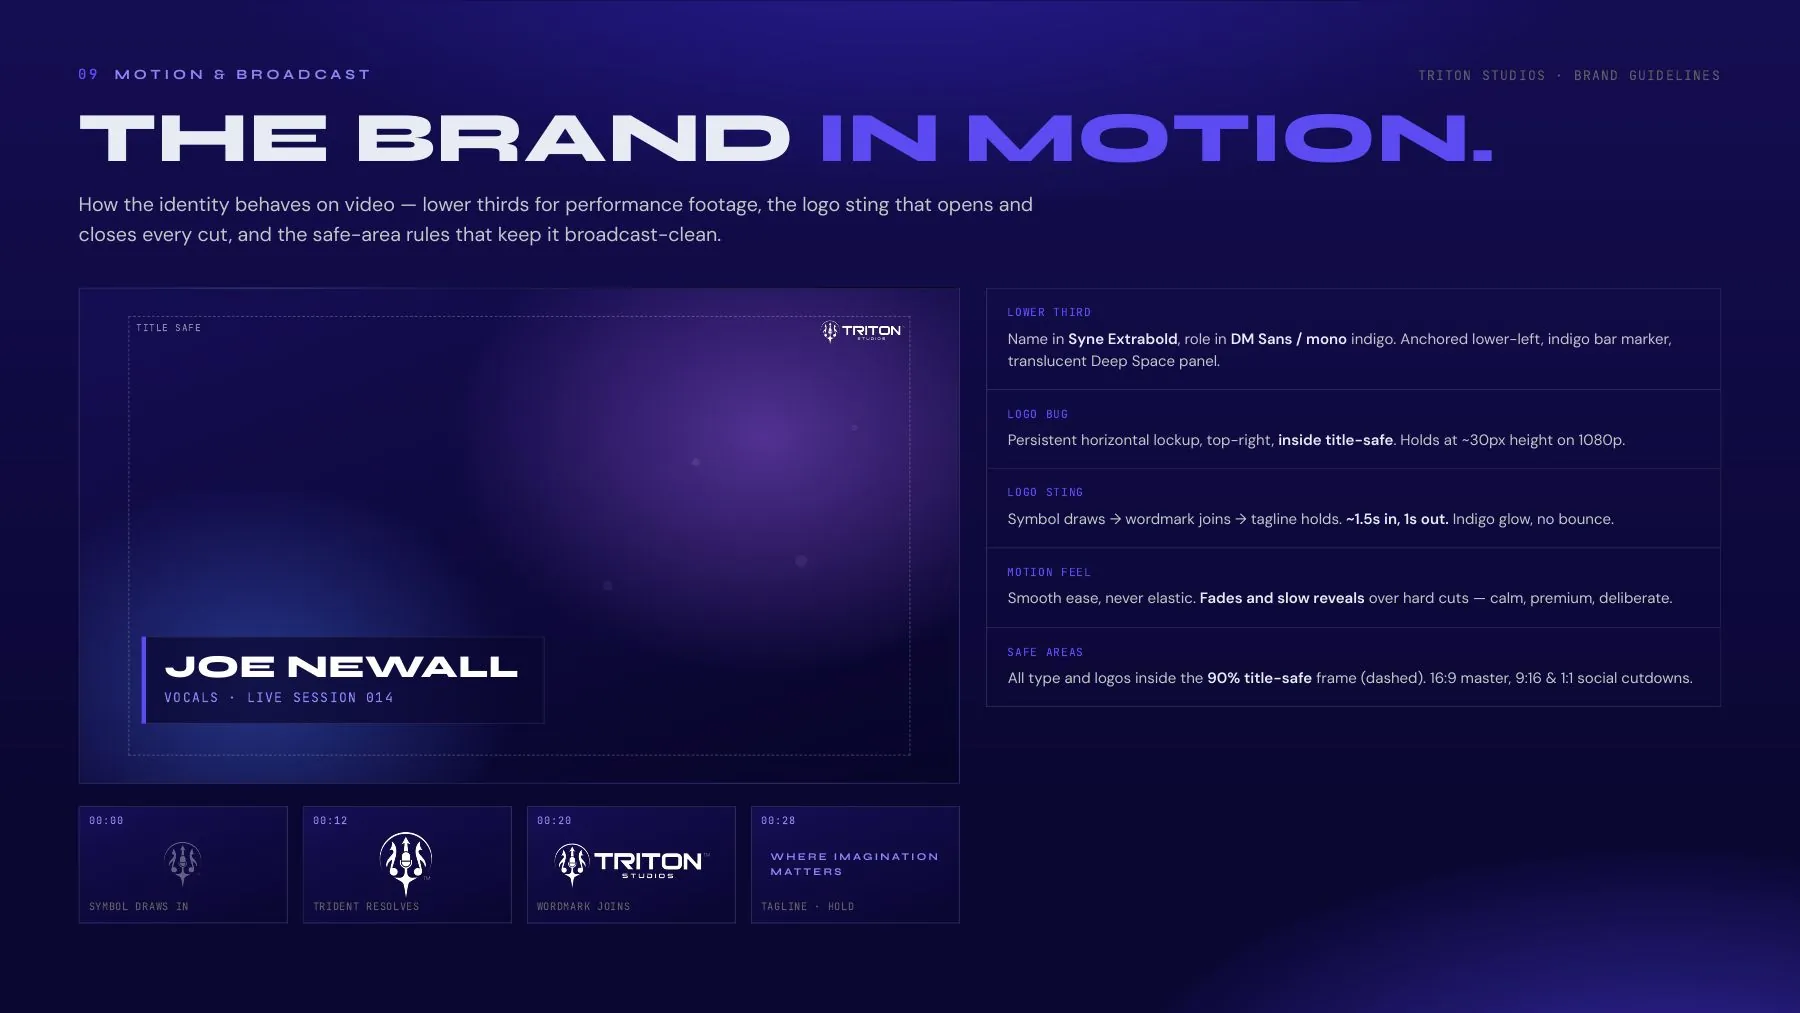 09 MOTION & BROADCAST
TRITON STUDIOS · BRAND GUIDELINES
THE BRAND IN MOTION.
How the identity behaves on video — lower thirds for performance footage, the logo sting that opens and
closes every cut, and the safe-area rules that keep it broadcast-clean.
TITLE SAFE
TRITON
STUDIOS
JOE NEWALL
VOCALS · LIVE SESSION 014
LOWER THIRD
Name in Syne Extrabold, role in DM Sans / mono indigo. Anchored lower-left, indigo bar marker,
translucent Deep Space panel.
LOGO BUG
Persistent horizontal lockup, top-right, inside title-safe. Holds at ~30px height on 1080p.
LOGO STING
Symbol draws → wordmark joins → tagline holds. ~1.5s in, 1s out. Indigo glow, no bounce.
MOTION FEEL
Smooth ease, never elastic. Fades and slow reveals over hard cuts — calm, premium, deliberate.
SAFE AREAS
All type and logos inside the 90% title-safe frame (dashed). 16:9 master, 9:16 & 1:1 social cutdowns.
00:00
SYMBOL DRAWS IN
00:12
TM
TRIDENT RESOLVES
00:20
TRITON TM
STUDIOS
WORDMARK JOINS
00:28
WHERE IMAGINATION
MATTERS
TAGLINE · HOLD